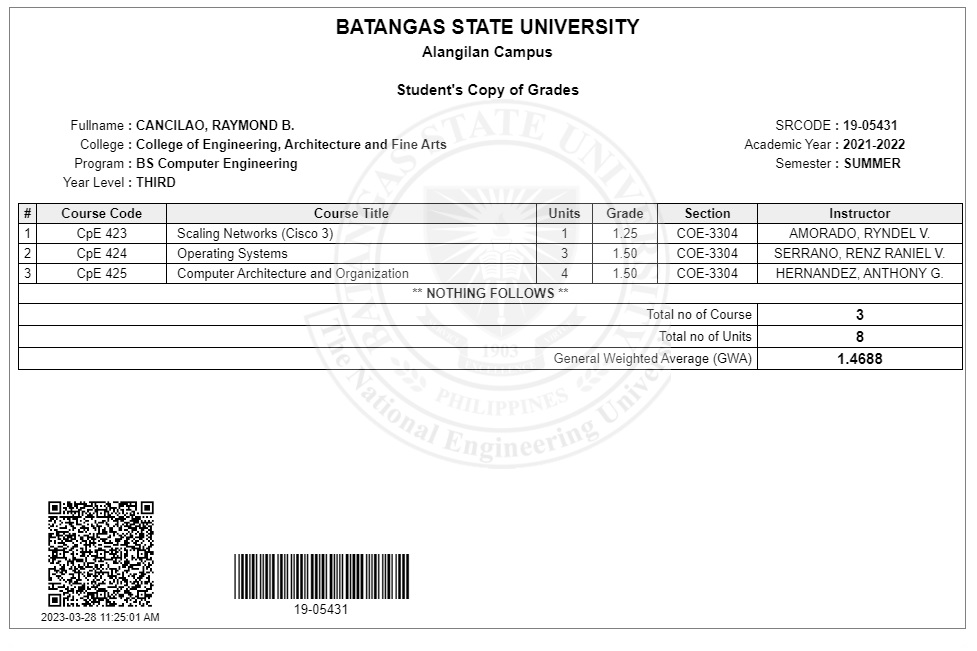 BATANGAS STATE UNIVERSITY
Alangilan Campus
Student's Copy of Grades
Fullname : CANCILAO, RAYMOND B. SRCODE : 19-05431
College : College of Engineering, Architecture and Fine Arts Academic Year : 2021-2022
Program : BS Computer Engineering Semester : SUMMER
Year Level : THIRD
# Course Code Course Title Units Grade Section Instructor
1 CpE 423 Scaling Networks (Cisco 3) 1 1.25 COE-3304 AMORADO, RYNDEL V.
2 CpE 424 Operating Systems 3 1.50 COE-3304 SERRANO, RENZ RANIEL V.
3 CpE 425 Computer Architecture and Organization 4 1.50 COE-3304 HERNANDEZ, ANTHONY G.
** NOTHING FOLLOWS **
Total no of Course 3
Total no of Units 8
General Weighted Average (GWA) 1.4688
BATANGAS STATE UNIVERSITY
1903
PHILIPPINES
The National Engineering Univer
19-05431
2023-03-28 11:25:01 AM